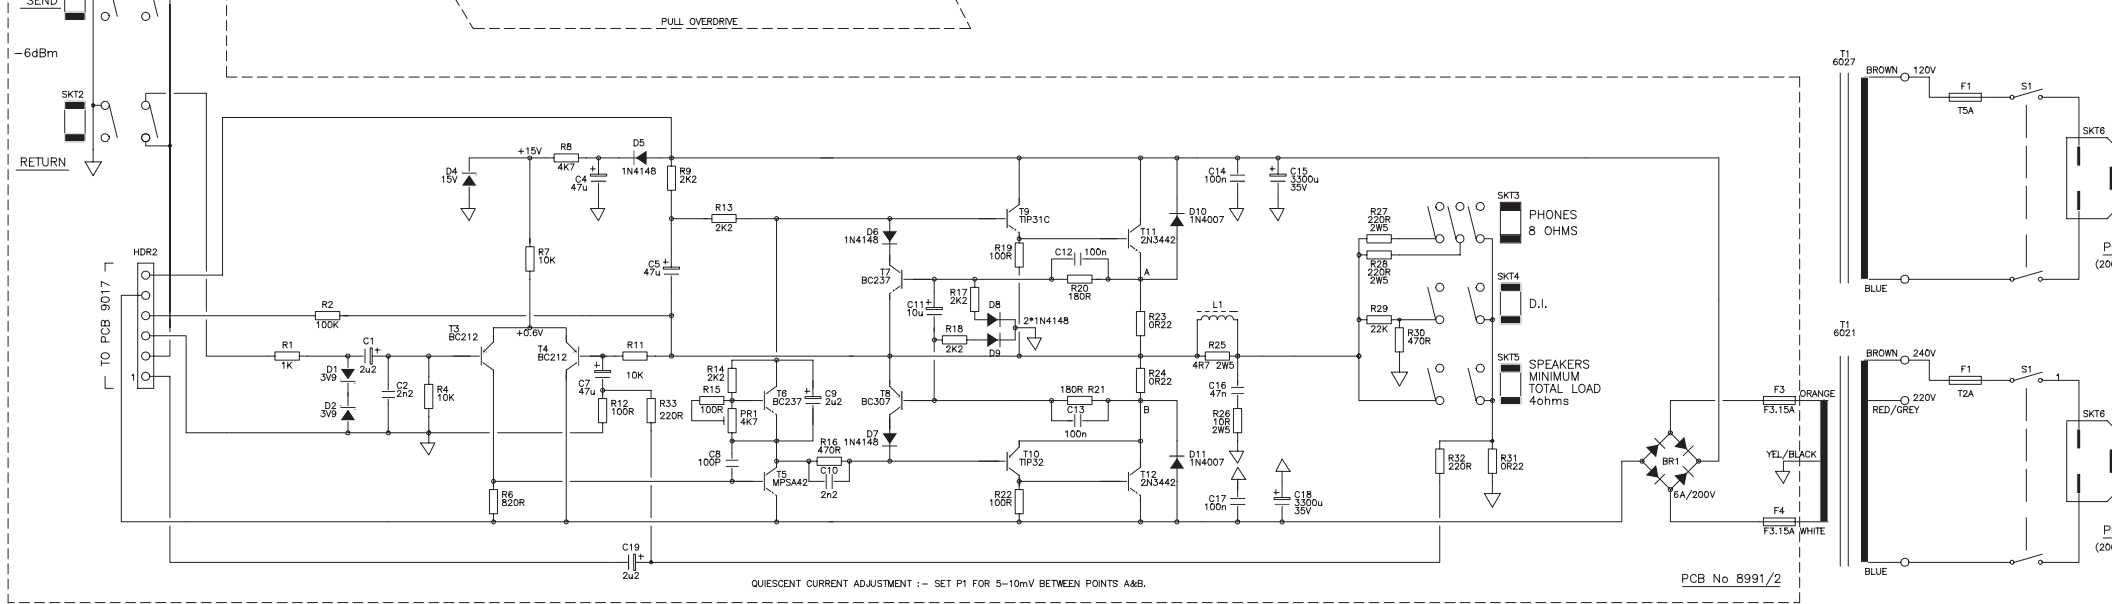 SEND
PULL OVERDRIVE
-6dBm
SKT2
RETURN
T1
6027
BROWN
120V
F1
T5A
S1
SKT6
BLUE
(20
D4
15V
+15V
R8
4K7
C4
47u
D5
1N4148
R9
2K2
R13
2K2
D6
1N4148
T7
BC237
T9
TIP31C
R19
100R
C12
100n
T11
2N3442
D10
1N4007
C14
100n
C15
3300u
35V
A
R27
220R
2W5
R28
220R
2W5
SKT3
PHONES
8 OHMS
SKT4
D.I.
HDR2
TO PCB 9017
1
R2
100K
R7
10K
C5
47u
C11
10u
R17
2K2
D8
R18
2K2
D9
2*1N4148
R20
180R
R23
0R22
L1
R25
4R7
2W5
R29
22K
R30
470R
R1
1K
C1
2u2
D1
3V9
D2
3V9
C2
2n2
R4
10K
T3
BC212
+0.6V
T4
BC212
R11
10K
C7
47u
R12
100R
R33
220R
R14
2K2
R15
100R
PR1
4K7
T6
BC237
C9
2u2
T8
BC307
D7
1N4148
R16
470R
C10
2n2
C8
100P
T5
MPSA42
R6
820R
180R R21
C13
100n
R24
0R22
B
T10
TIP32
R22
100R
T12
2N3442
D11
1N4007
C16
47n
R26
10R
2W5
C17
100n
C18
3300u
35V
SKT5
SPEAKERS
MINIMUM
TOTAL LOAD
4ohms
R32
220R
R31
0R22
BR1
6A/200V
F3
F3.15A
ORANGE
YEL/BLACK
F4
F3.15A
WHITE
T1
6021
BROWN
240V
F1
T2A
S1
1
220V
RED/GREY
SKT6
BLUE
(20
C19
2u2
QUIESCENT CURRENT ADJUSTMENT :- SET P1 FOR 5-10mV BETWEEN POINTS A&B.
PCB No 8991/2